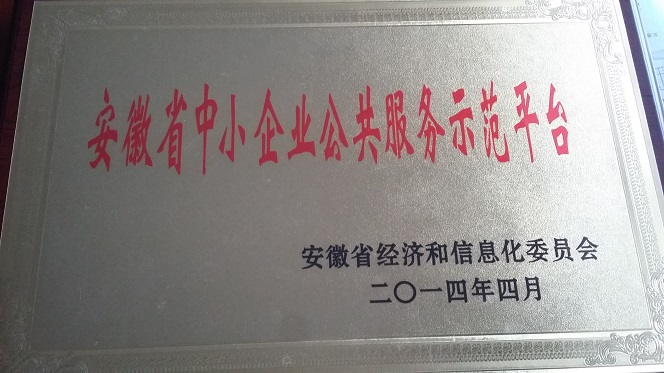 安徽省中小企业公共服务示范平台
安徽省经济和信息化委员会
二〇一四年四月